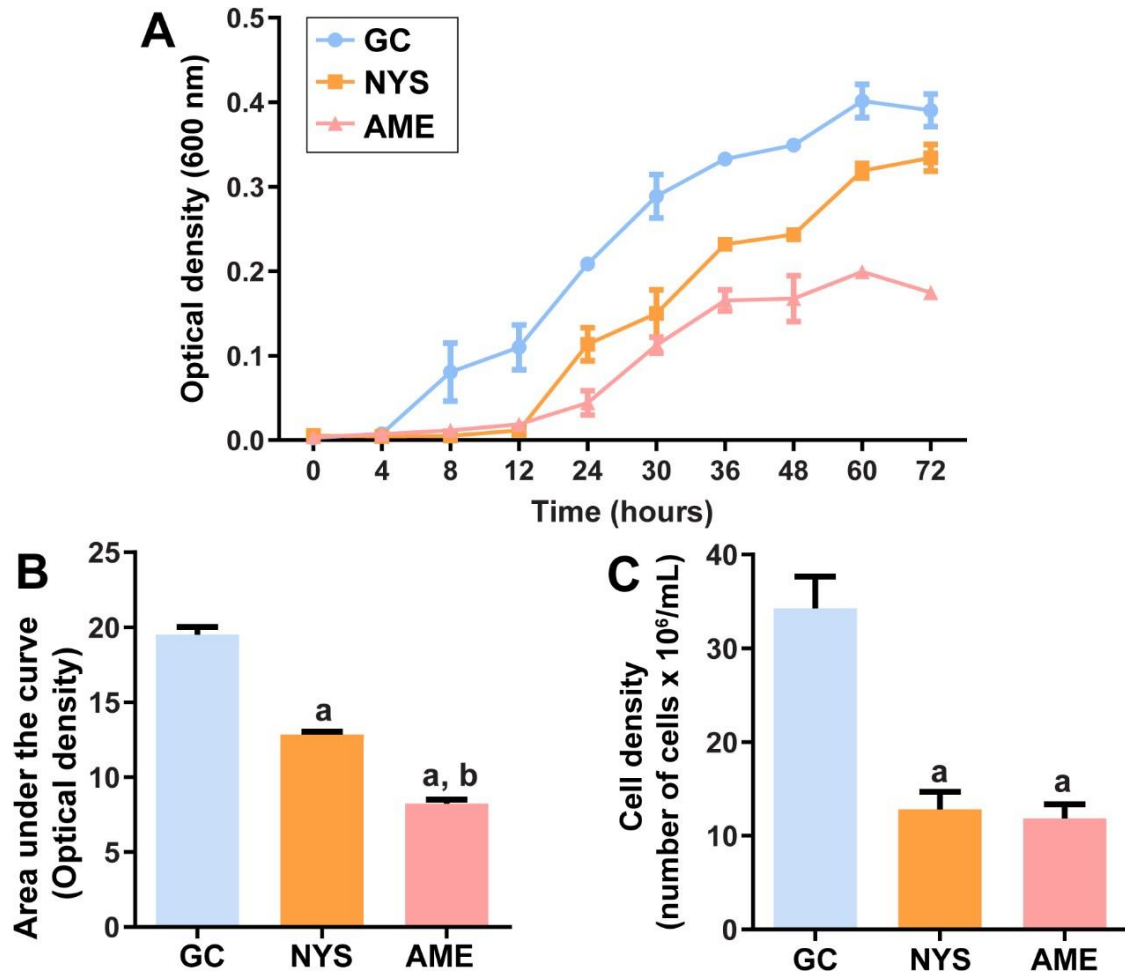 A
GC
NYS
AME
0.5
0.4
0.3
0.2
0.1
0.0
Optical density (600 nm)
0 4 8 12 24 30 36 48 60 72
Time (hours)
B
25
20
15
10
5
0
Area under the curve
(Optical density)
a
a, b
GC NYS AME
C
40
30
20
10
0
Cell density
(number of cells x 10⁶/mL)
a
a
GC NYS AME